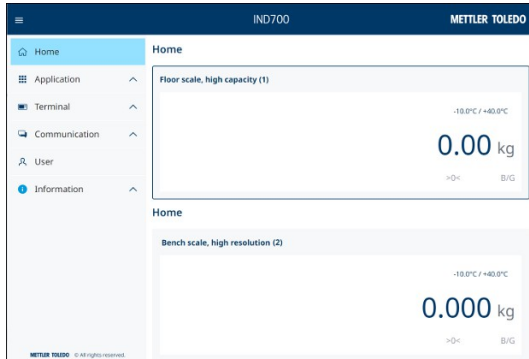 IND700
METTLER TOLEDO
Home
Application
Terminal
Communication
User
Information
METTLER TOLEDO © All rights reserved.
Home
Floor scale, high capacity (1)
-10.0°C / +40.0°C
0.00 kg
>0< B/G
Home
Bench scale, high resolution (2)
-10.0°C / +40.0°C
0.000 kg
>0< B/G